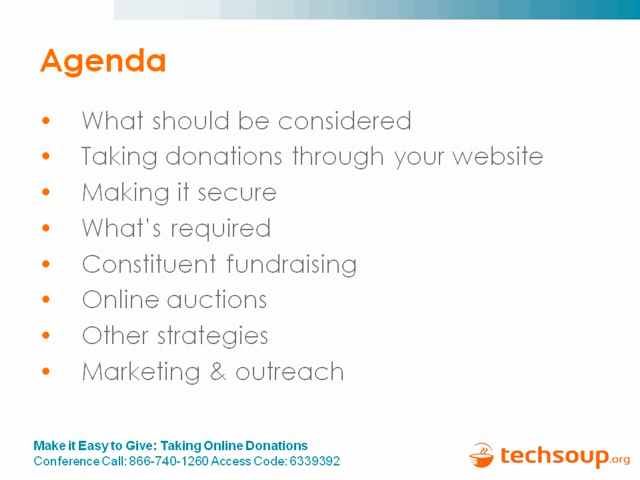 Agenda
• What should be considered
• Taking donations through your website
• Making it secure
• What's required
• Constituent fundraising
• Online auctions
• Other strategies
• Marketing & outreach
Make it Easy to Give: Taking Online Donations
Conference Call: 866-740-1260 Access Code: 6339392
techsoup.org